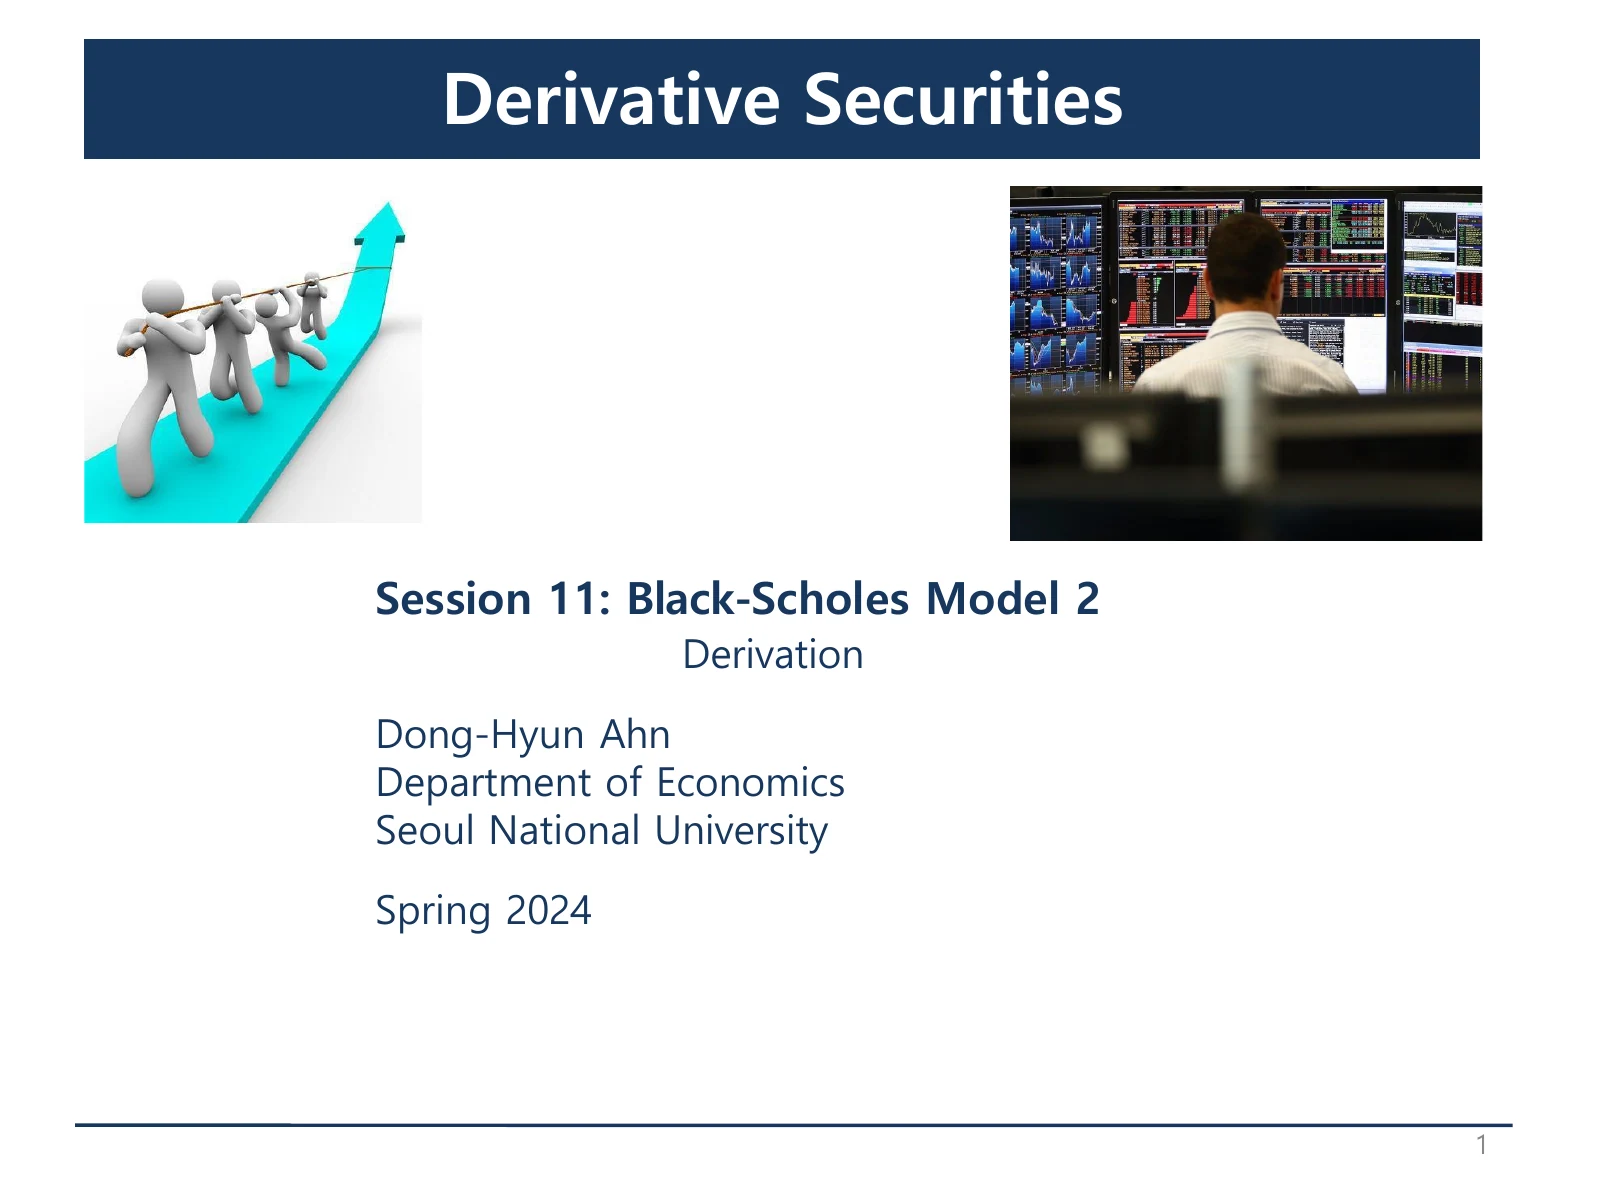 Derivative Securities
Session 11: Black-Scholes Model 2
Derivation
Dong-Hyun Ahn
Department of Economics
Seoul National University
Spring 2024
1